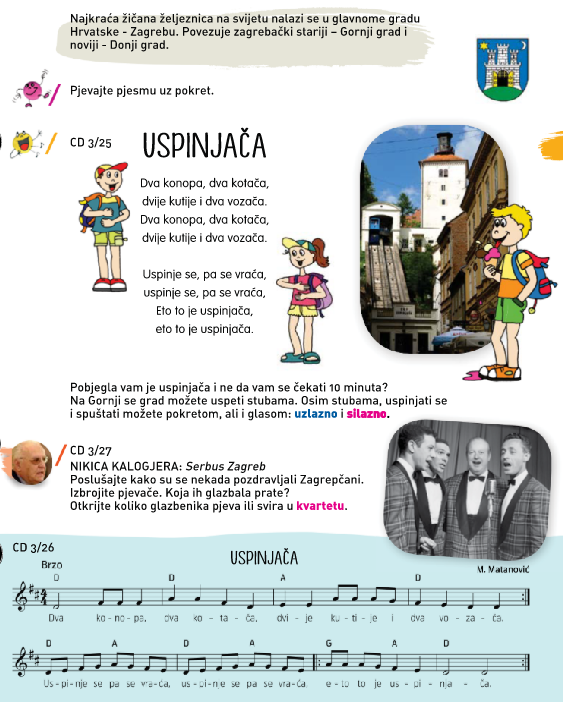 Najkraća žičana željeznica na svijetu nalazi se u glavnome gradu
Hrvatske - Zagrebu. Povezuje zagrebački stariji – Gornji grad i
noviji - Donji grad.
Pjevajte pjesmu uz pokret.
CD 3/25
USPINJAČA
Dva konopa, dva kotača,
dvije kutije i dva vozača.
Dva konopa, dva kotača,
dvije kutije i dva vozača.
Uspinje se, pa se vraća,
uspinje se, pa se vraća,
Eto to je uspinjača,
eto to je uspinjača.
Pobjegla vam je uspinjača i ne da vam se čekati 10 minuta?
Na Gornji se grad možete uspeti stubama. Osim stubama, uspinjati se
i spuštati možete pokretom, ali i glasom: uzlazno i silazno.
CD 3/27
NIKICA KALOGJERA: Serbus Zagreb
Poslušajte kako su se nekada pozdravljali Zagrepčani.
Izbrojite pjevače. Koja ih glazbala prate?
Otkrijte koliko glazbenika pjeva ili svira u kvartetu.
CD 3/26
USPINJAČA
M. Matanović
Brzo
D D A D
4
4
Dva ko - no - pa, dva ko - ta - ča, dvi - je ku - ti - je i dva vo - za - ča.
D A D D A D G A D
Us - pi - nje se pa se vra - ća, us - pi - nje se pa se vra - ća, e - to to je us - pi - nja - ča.